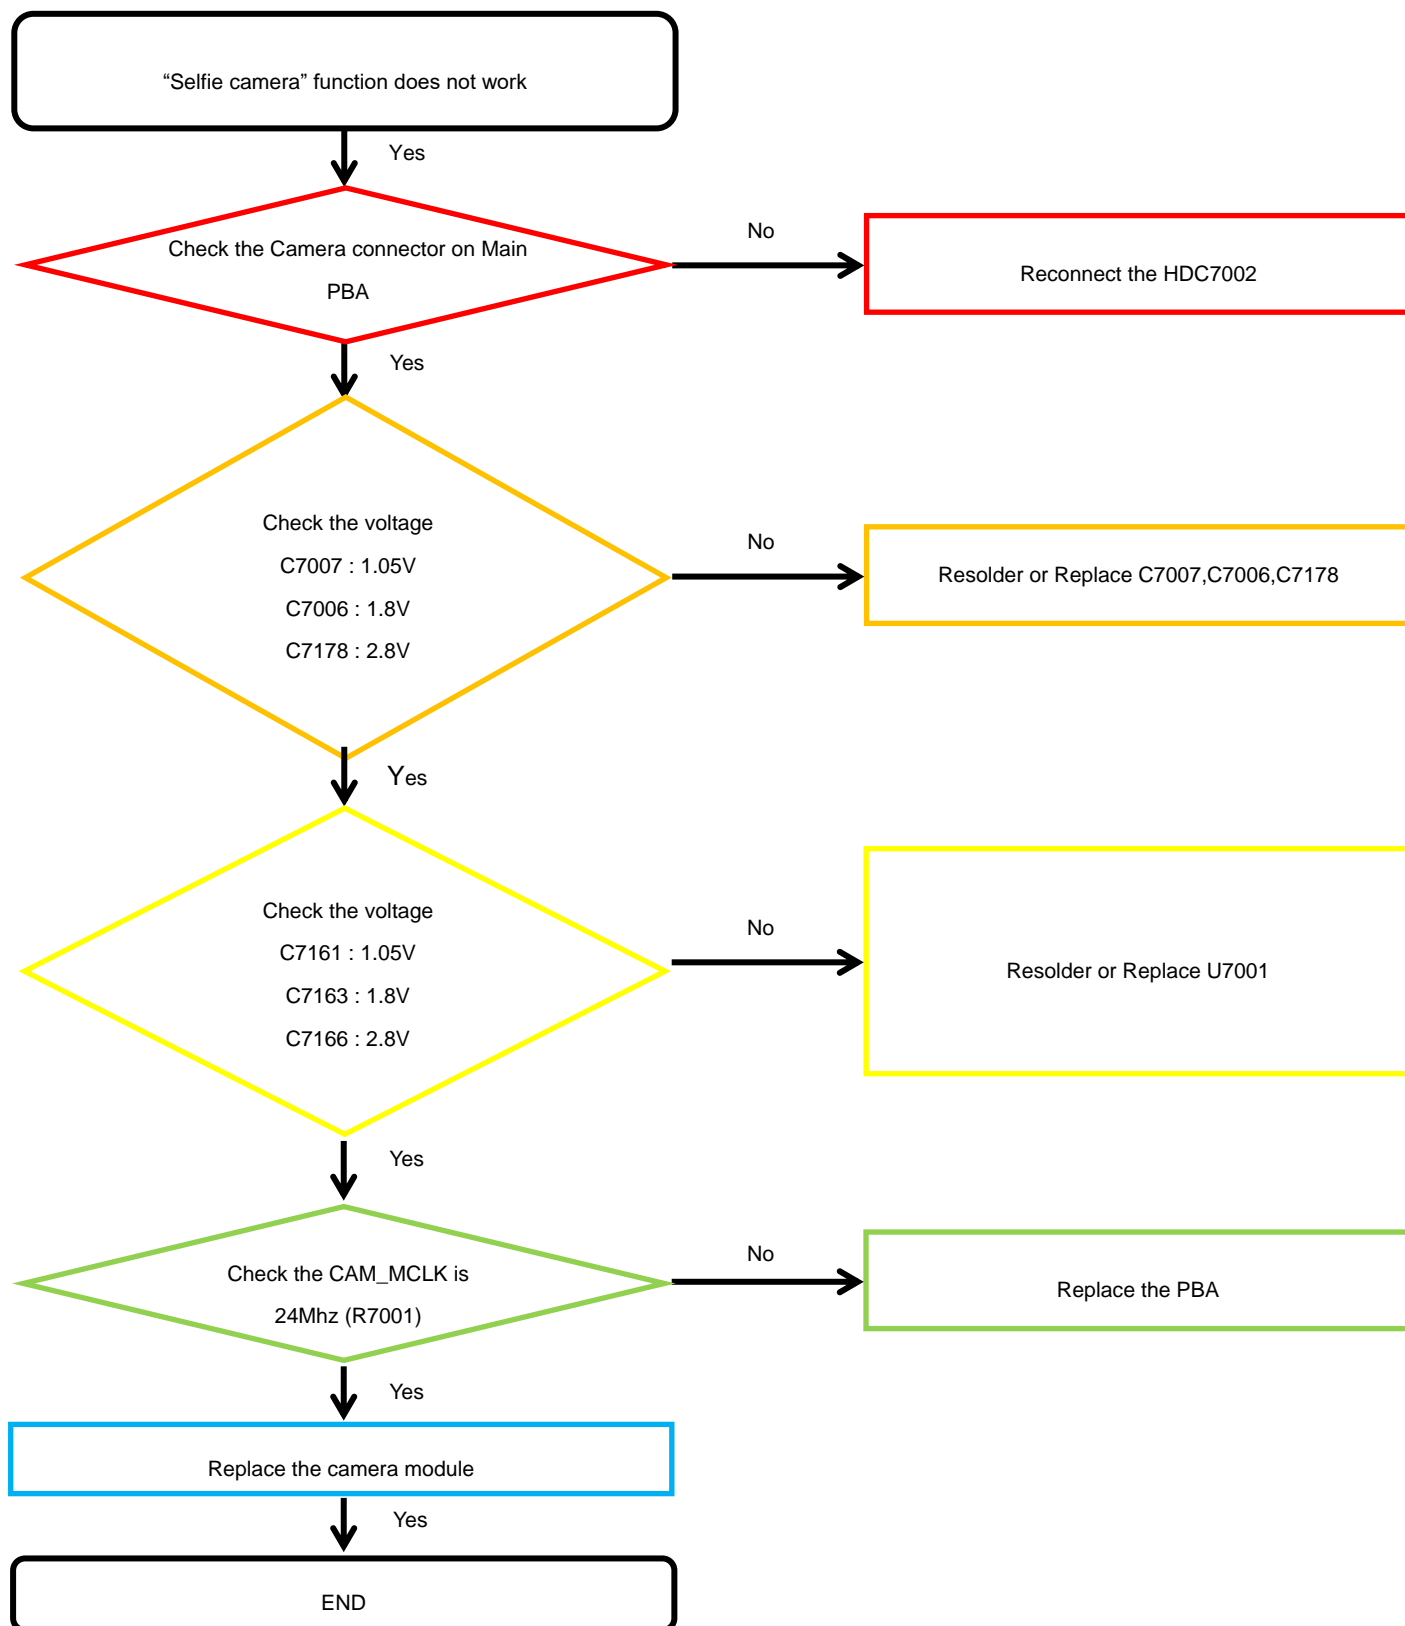 “Selfie camera” function does not work
Yes
Check the Camera connector on Main
PBA
No
Reconnect the HDC7002
Yes
Check the voltage
C7007 : 1.05V
C7006 : 1.8V
C7178 : 2.8V
No
Resolder or Replace C7007,C7006,C7178
Yes
Check the voltage
C7161 : 1.05V
C7163 : 1.8V
C7166 : 2.8V
No
Resolder or Replace U7001
Yes
Check the CAM_MCLK is
24Mhz (R7001)
No
Replace the PBA
Yes
Replace the camera module
Yes
END